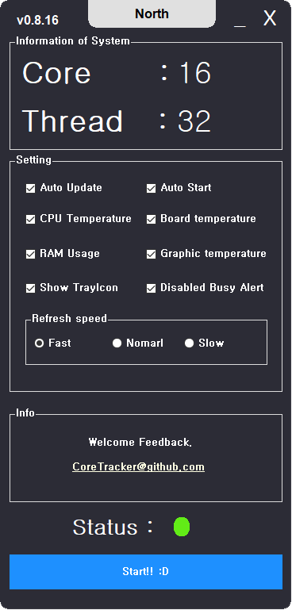 v0.8.16 North _ X
Information of System
Core : 16
Thread : 32
Setting
Auto Update Auto Start
CPU Temperature Board temperature
RAM Usage Graphic temperature
Show TrayIcon Disabled Busy Alert
Refresh speed
Fast Nomarl Slow
Info
Welcome Feedback.
CoreTracker@github.com
Status :
Start!! :D